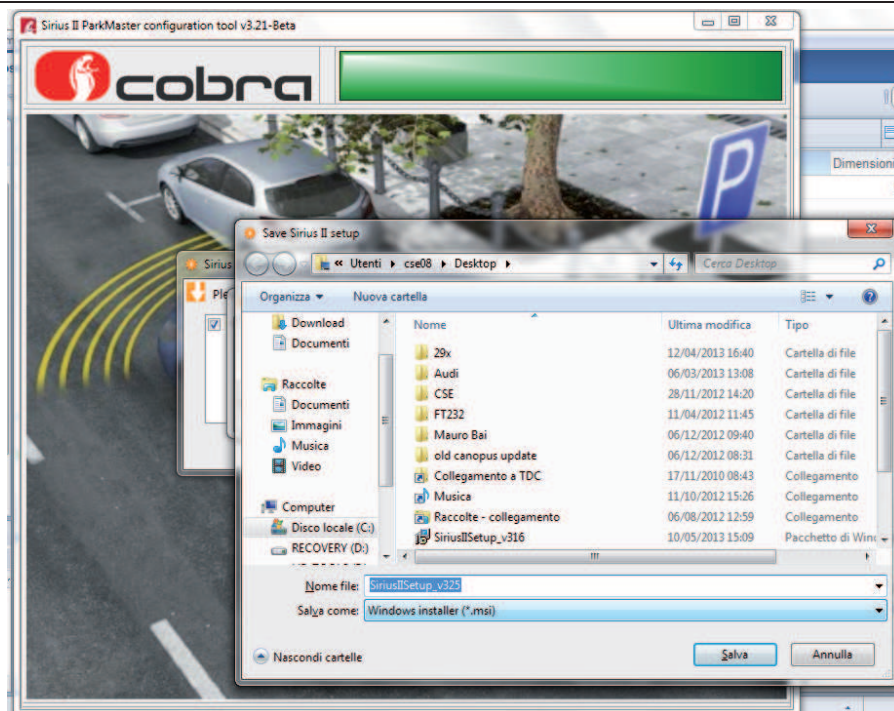 Sirius II ParkMaster configuration tool v3.21-Beta
cobra
P
Dimensioni
Save Sirius II setup
« Utenti ▸ cse08 ▸ Desktop ▸
Cerca Desktop
Sirius
Organizza
Nuova cartella
Download
Documenti
Raccolte
Documenti
Immagini
Musica
Video
Computer
Disco locale (C:)
RECOVERY (D:)
Nome Ultima modifica Tipo
29x 12/04/2013 16:40 Cartella di file
Audi 06/03/2013 13:08 Cartella di file
CSE 28/11/2012 14:20 Cartella di file
FT232 11/04/2012 11:45 Cartella di file
Mauro Bai 06/12/2012 09:40 Cartella di file
old canopus update 06/12/2012 08:31 Cartella di file
Collegamento a TDC 17/11/2010 08:43 Collegamento
Musica 11/10/2012 15:26 Collegamento
Raccolte - collegamento 06/08/2012 12:59 Collegamento
SiriusIISetup_v316 10/05/2013 15:09 Pacchetto di Winc
Nome file: SiriusIISetup_v325
Salva come: Windows installer (*.msi)
Nascondi cartelle
Salva
Annulla